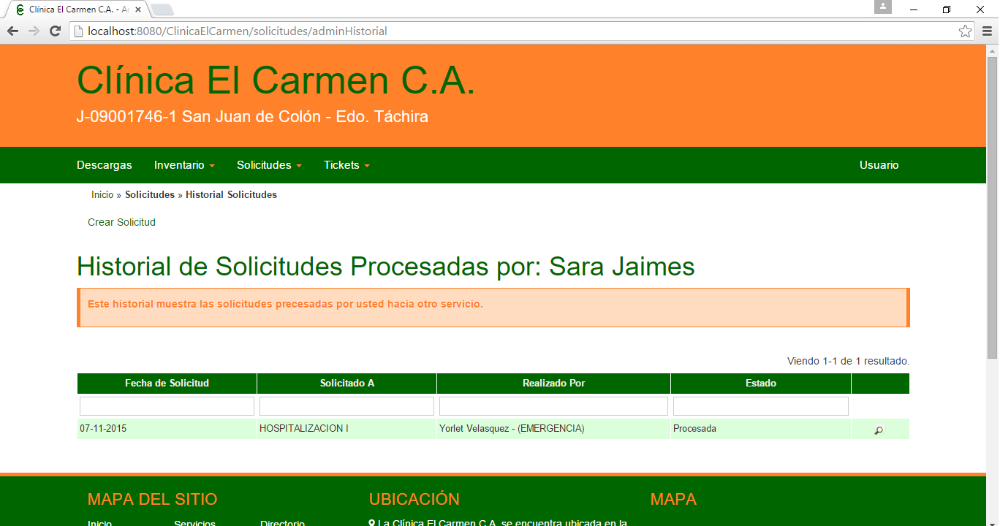 Clínica El Carmen C.A. - Ad
localhost:8080/ClinicaElCarmen/solicitudes/adminHistorial
Clínica El Carmen C.A.
J-09001746-1 San Juan de Colón - Edo. Táchira
Descargas Inventario Solicitudes Tickets Usuario
Inicio » Solicitudes » Historial Solicitudes
Crear Solicitud
Historial de Solicitudes Procesadas por: Sara Jaimes
Este historial muestra las solicitudes precesadas por usted hacia otro servicio.
Viendo 1-1 de 1 resultado.
Fecha de Solicitud Solicitado A Realizado Por Estado
07-11-2015 HOSPITALIZACION I Yorlet Velasquez - (EMERGENCIA) Procesada
MAPA DEL SITIO UBICACIÓN MAPA
Inicio Servicios Directorio La Clínica El Carmen C.A. se encuentra ubicada en la